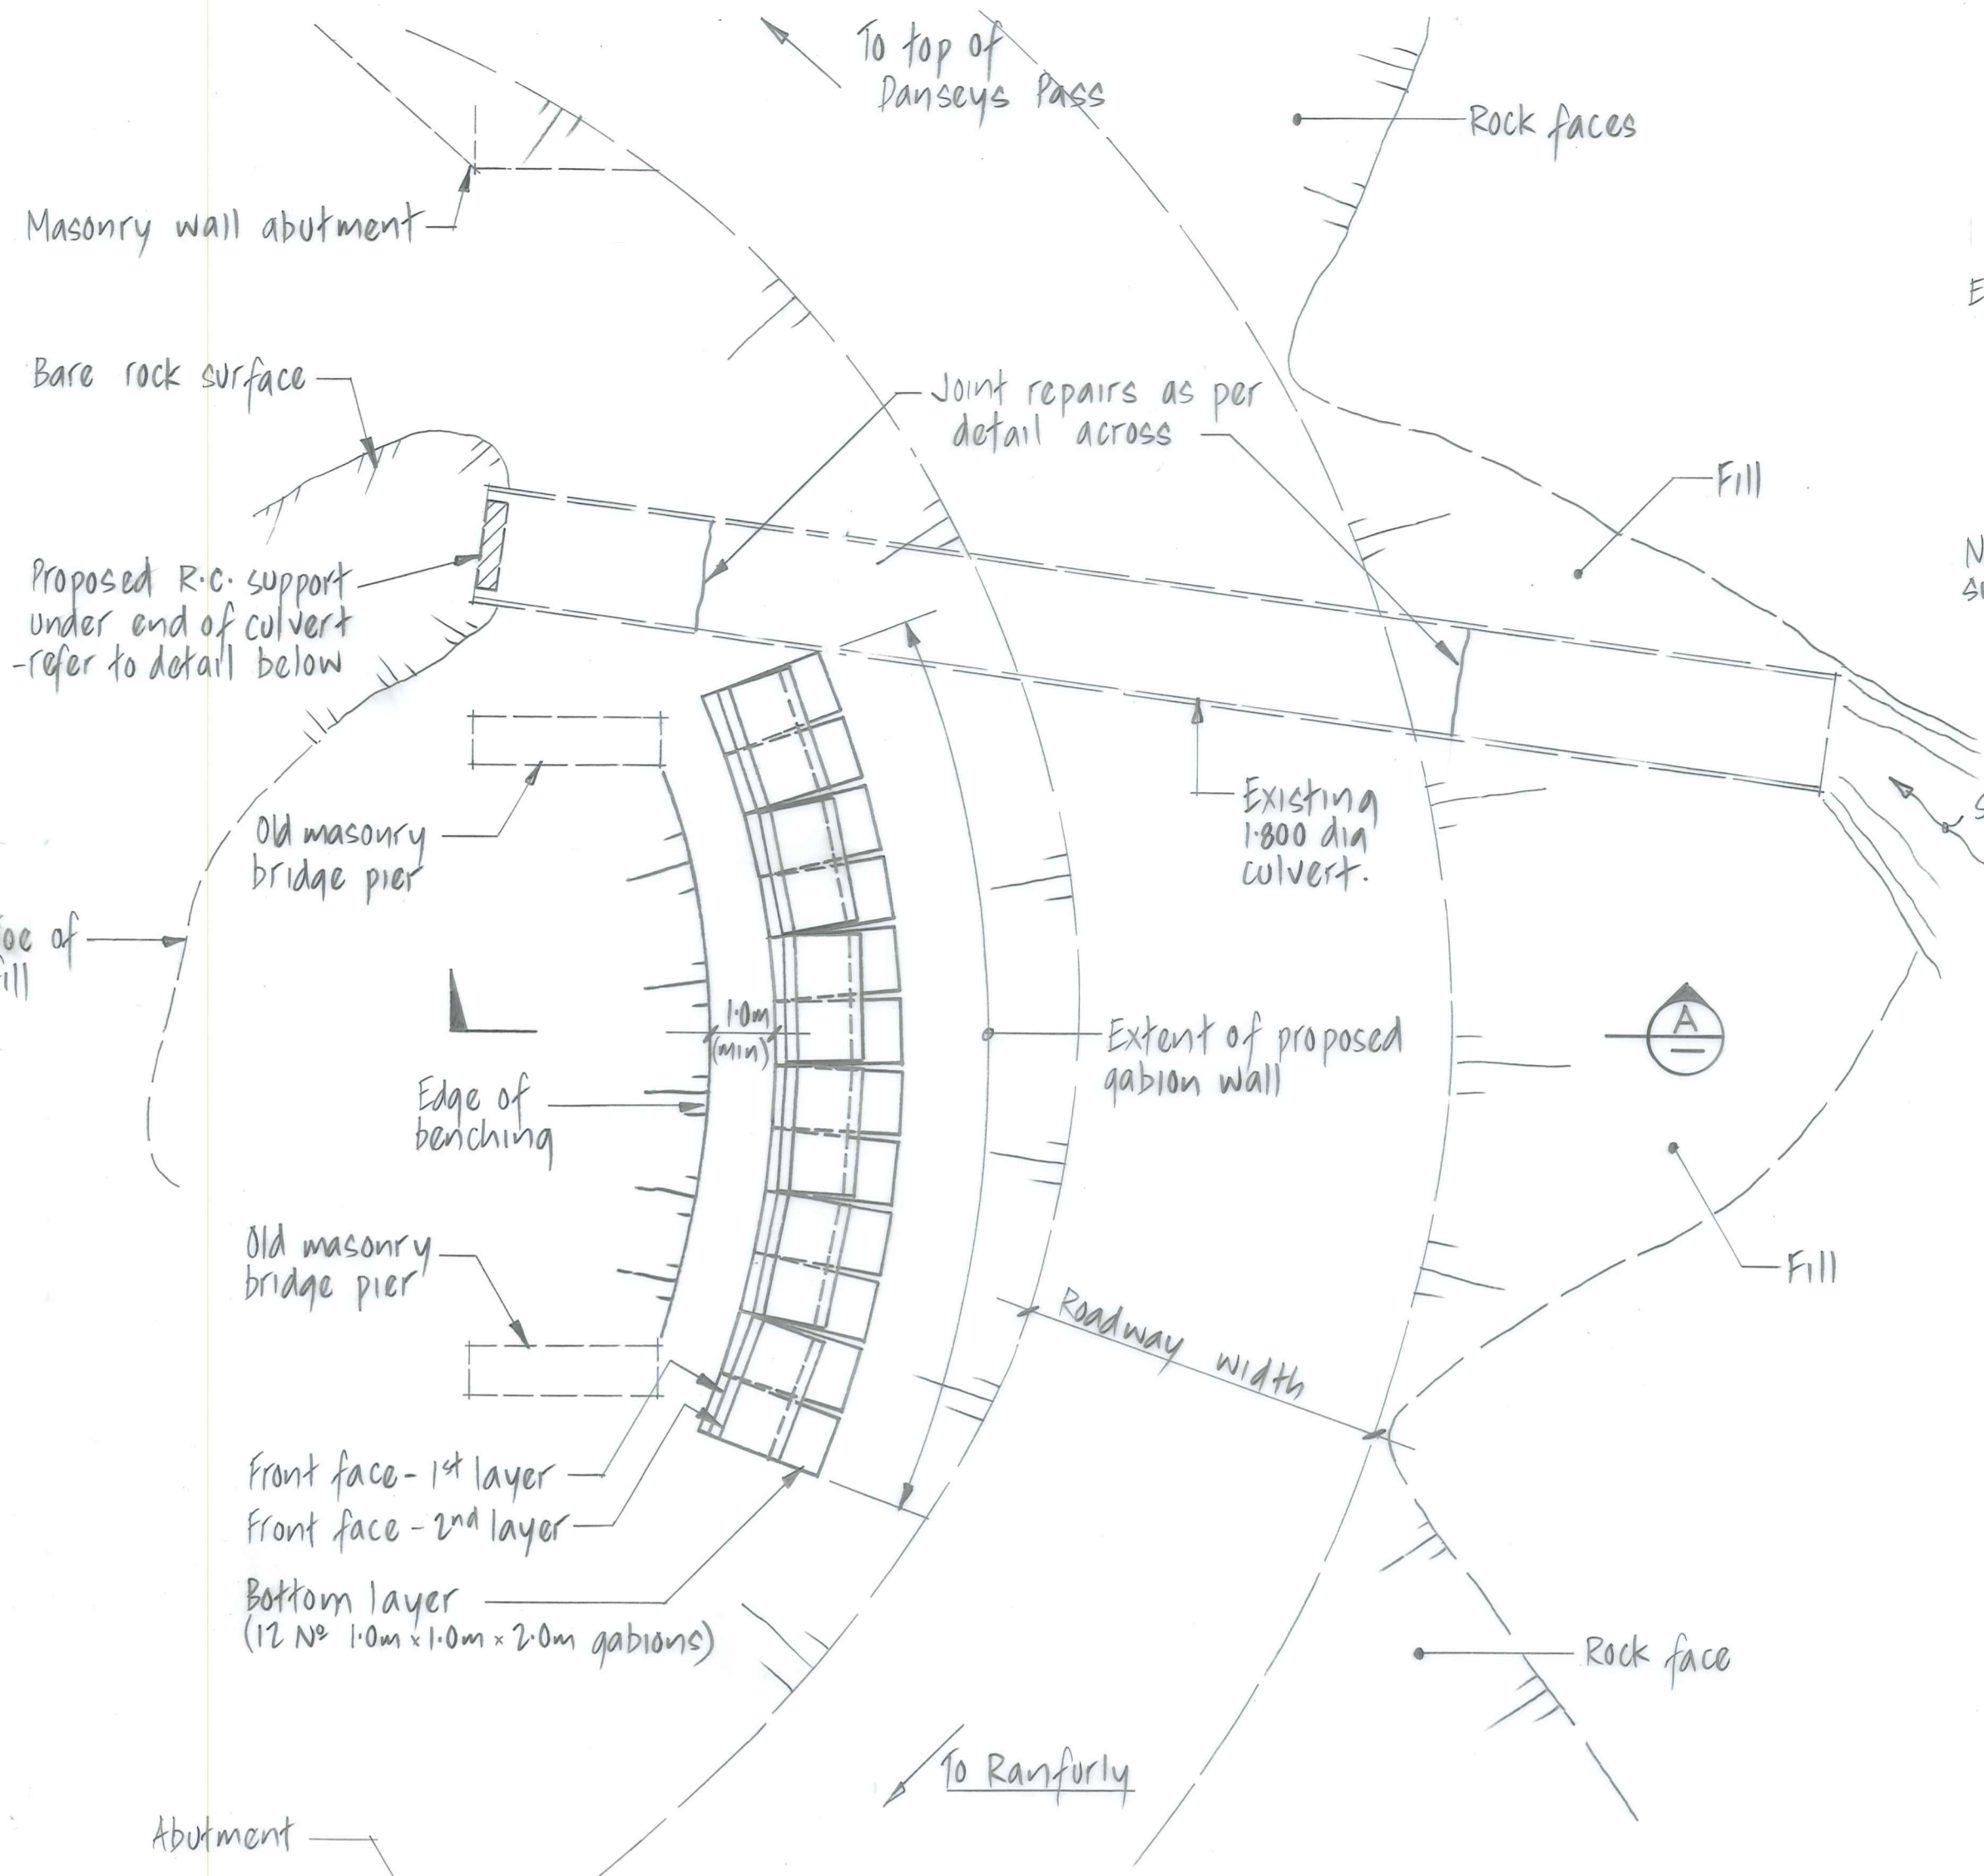 To top of
Danseys Pass
Rock faces
Masonry wall abutment
E
Bare rock surface
Joint repairs as per
detail across
Fill
N
su
Proposed R.C. support
under end of culvert
-refer to detail below
Existing
1·800 dia
culvert.
S
Old masonry
bridge pier
oe of
ill
1·0m
(min)
A
Extent of proposed
gabion wall
Edge of
benching
Old masonry
bridge pier
Fill
Roadway width
Front face - 1st layer
Front face - 2nd layer
Bottom layer
(12 Nº 1·0m x 1·0m x 2·0m gabions)
Rock face
To Ranfurly
Abutment